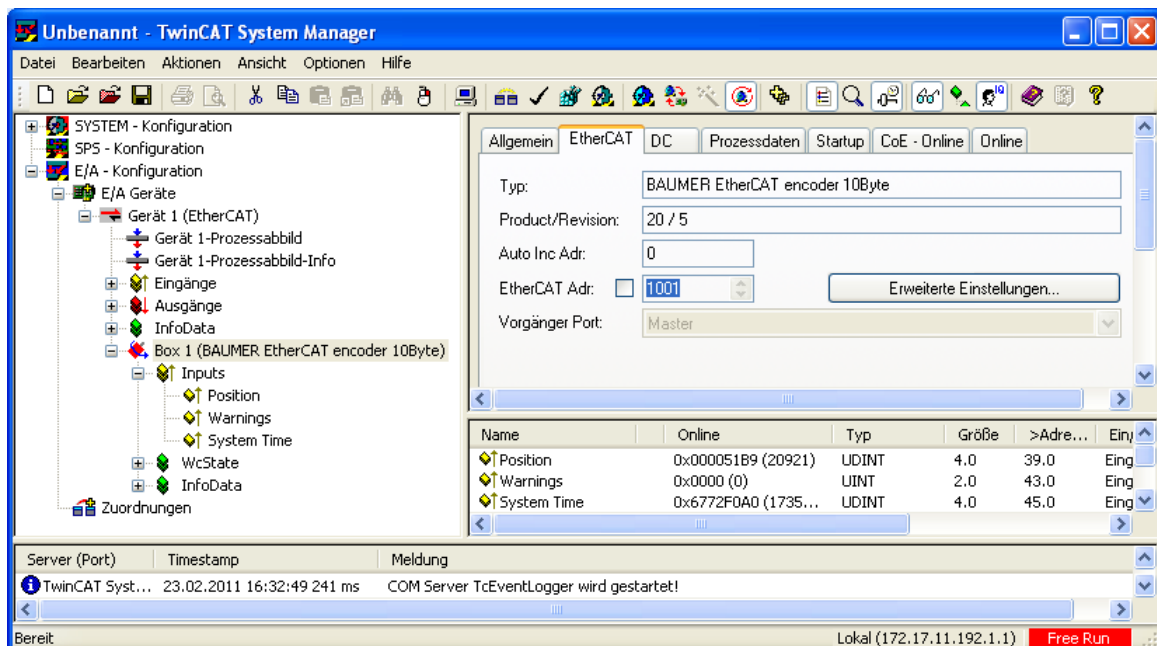 Unbenannt - TwinCAT System Manager
Datei Bearbeiten Aktionen Ansicht Optionen Hilfe
SYSTEM - Konfiguration
SPS - Konfiguration
E/A - Konfiguration
E/A Geräte
Gerät 1 (EtherCAT)
Gerät 1-Prozessabbild
Gerät 1-Prozessabbild-Info
Eingänge
Ausgänge
InfoData
Box 1 (BAUMER EtherCAT encoder 10Byte)
Inputs
Position
Warnings
System Time
WcState
InfoData
Zuordnungen
Allgemein EtherCAT DC Prozessdaten Startup CoE - Online Online
Typ: BAUMER EtherCAT encoder 10Byte
Product/Revision: 20 / 5
Auto Inc Adr: 0
EtherCAT Adr: 1001 Erweiterte Einstellungen...
Vorgänger Port: Master
Name Online Typ Größe >Adre... Ein
Position 0x000051B9 (20921) UDINT 4.0 39.0 Eing
Warnings 0x0000 (0) UINT 2.0 43.0 Eing
System Time 0x6772F0A0 (1735... UDINT 4.0 45.0 Eing
Server (Port) Timestamp Meldung
TwinCAT Syst... 23.02.2011 16:32:49 241 ms COM Server TcEventLogger wird gestartet!
Bereit Lokal (172.17.11.192.1.1) Free Run